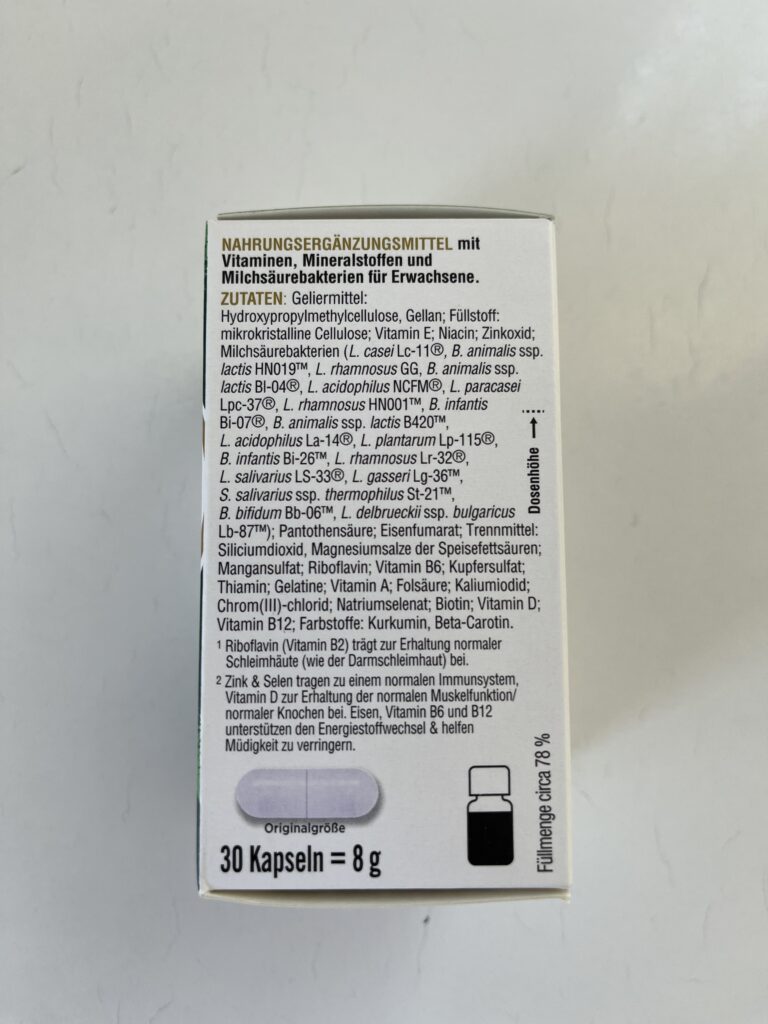 NAHRUNGSERGÄNZUNGSMITTEL mit
Vitaminen, Mineralstoffen und
Milchsäurebakterien für Erwachsene.
ZUTATEN: Geliermittel:
Hydroxypropylmethylcellulose, Gellan; Füllstoff:
mikrokristalline Cellulose; Vitamin E; Niacin; Zinkoxid;
Milchsäurebakterien (L. casei Lc-11®, B. animalis ssp.
lactis HN019™, L. rhamnosus GG, B. animalis ssp.
lactis Bl-04®, L. acidophilus NCFM®, L. paracasei
Lpc-37®, L. rhamnosus HN001™, B. infantis
Bi-07®, B. animalis ssp. lactis B420™,
L. acidophilus La-14®, L. plantarum Lp-115®,
B. infantis Bi-26™, L. rhamnosus Lr-32®,
L. salivarius LS-33®, L. gasseri Lg-36™,
S. salivarius ssp. thermophilus St-21™,
B. bifidum Bb-06™, L. delbrueckii ssp. bulgaricus
Lb-87™); Pantothensäure; Eisenfumarat; Trennmittel:
Siliciumdioxid, Magnesiumsalze der Speisefettsäuren;
Mangansulfat; Riboflavin; Vitamin B6; Kupfersulfat;
Thiamin; Gelatine; Vitamin A; Folsäure; Kaliumiodid;
Chrom(III)-chlorid; Natriumselenat; Biotin; Vitamin D;
Vitamin B12; Farbstoffe: Kurkumin, Beta-Carotin.
1 Riboflavin (Vitamin B2) trägt zur Erhaltung normaler
Schleimhäute (wie der Darmschleimhaut) bei.
2 Zink & Selen tragen zu einem normalen Immunsystem,
Vitamin D zur Erhaltung der normalen Muskelfunktion/
normaler Knochen bei. Eisen, Vitamin B6 und B12
unterstützen den Energiestoffwechsel & helfen
Müdigkeit zu verringern.
Originalgröße
30 Kapseln = 8 g
Dosenhöhe
Füllmenge circa 78 %